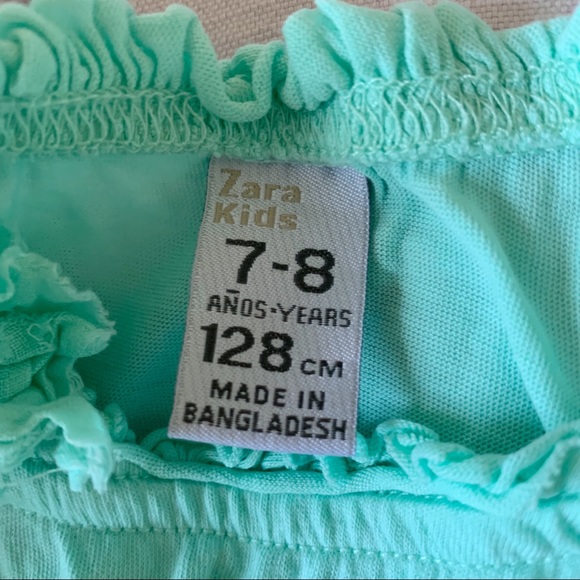 Zara
Kids
7-8
AÑOS-YEARS
128 CM
MADE IN
BANGLADESH